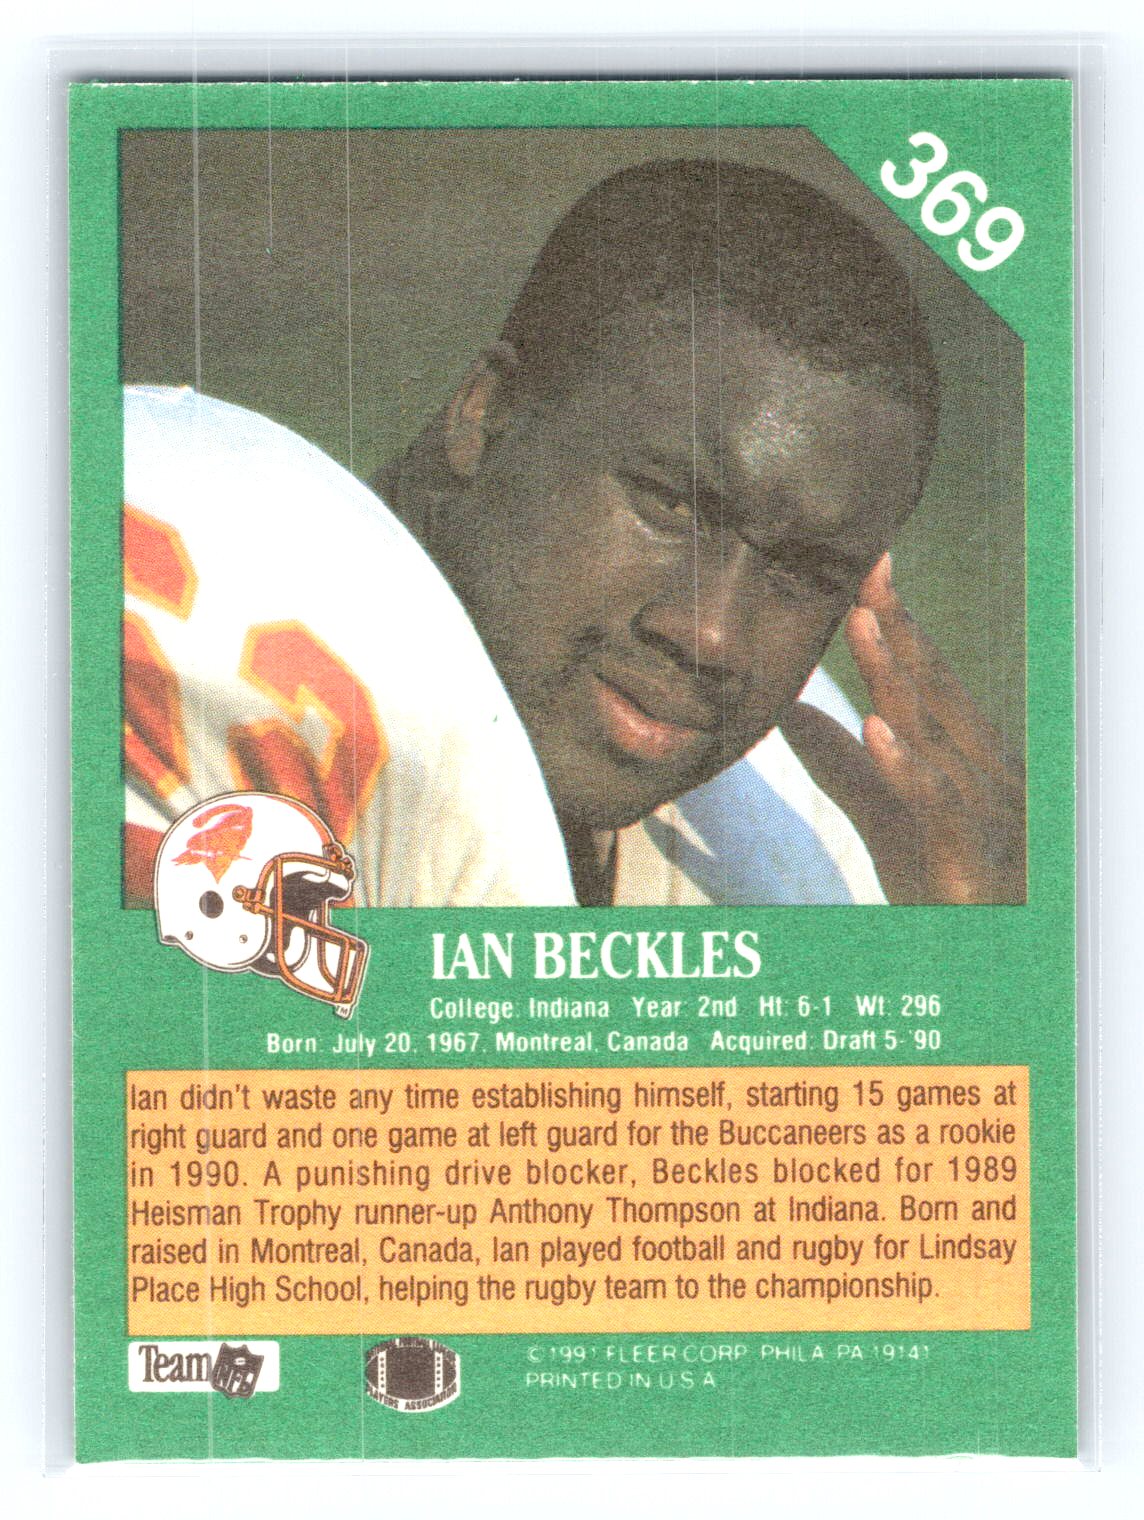 369
IAN BECKLES
College: Indiana Year: 2nd Ht: 6-1 Wt: 296
Born: July 20, 1967, Montreal, Canada Acquired: Draft 5-'90
Ian didn't waste any time establishing himself, starting 15 games at
right guard and one game at left guard for the Buccaneers as a rookie
in 1990. A punishing drive blocker, Beckles blocked for 1989
Heisman Trophy runner-up Anthony Thompson at Indiana. Born and
raised in Montreal, Canada, Ian played football and rugby for Lindsay
Place High School, helping the rugby team to the championship.
Team NFL
PLAYERS ASSOCIATION
© 1991 FLEER CORP. PHILA. PA 19141
PRINTED IN U.S.A.